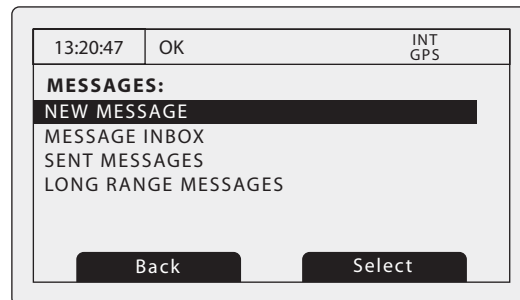 13:20:47 OK INT
GPS
MESSAGES:
NEW MESSAGE
MESSAGE INBOX
SENT MESSAGES
LONG RANGE MESSAGES
Back Select